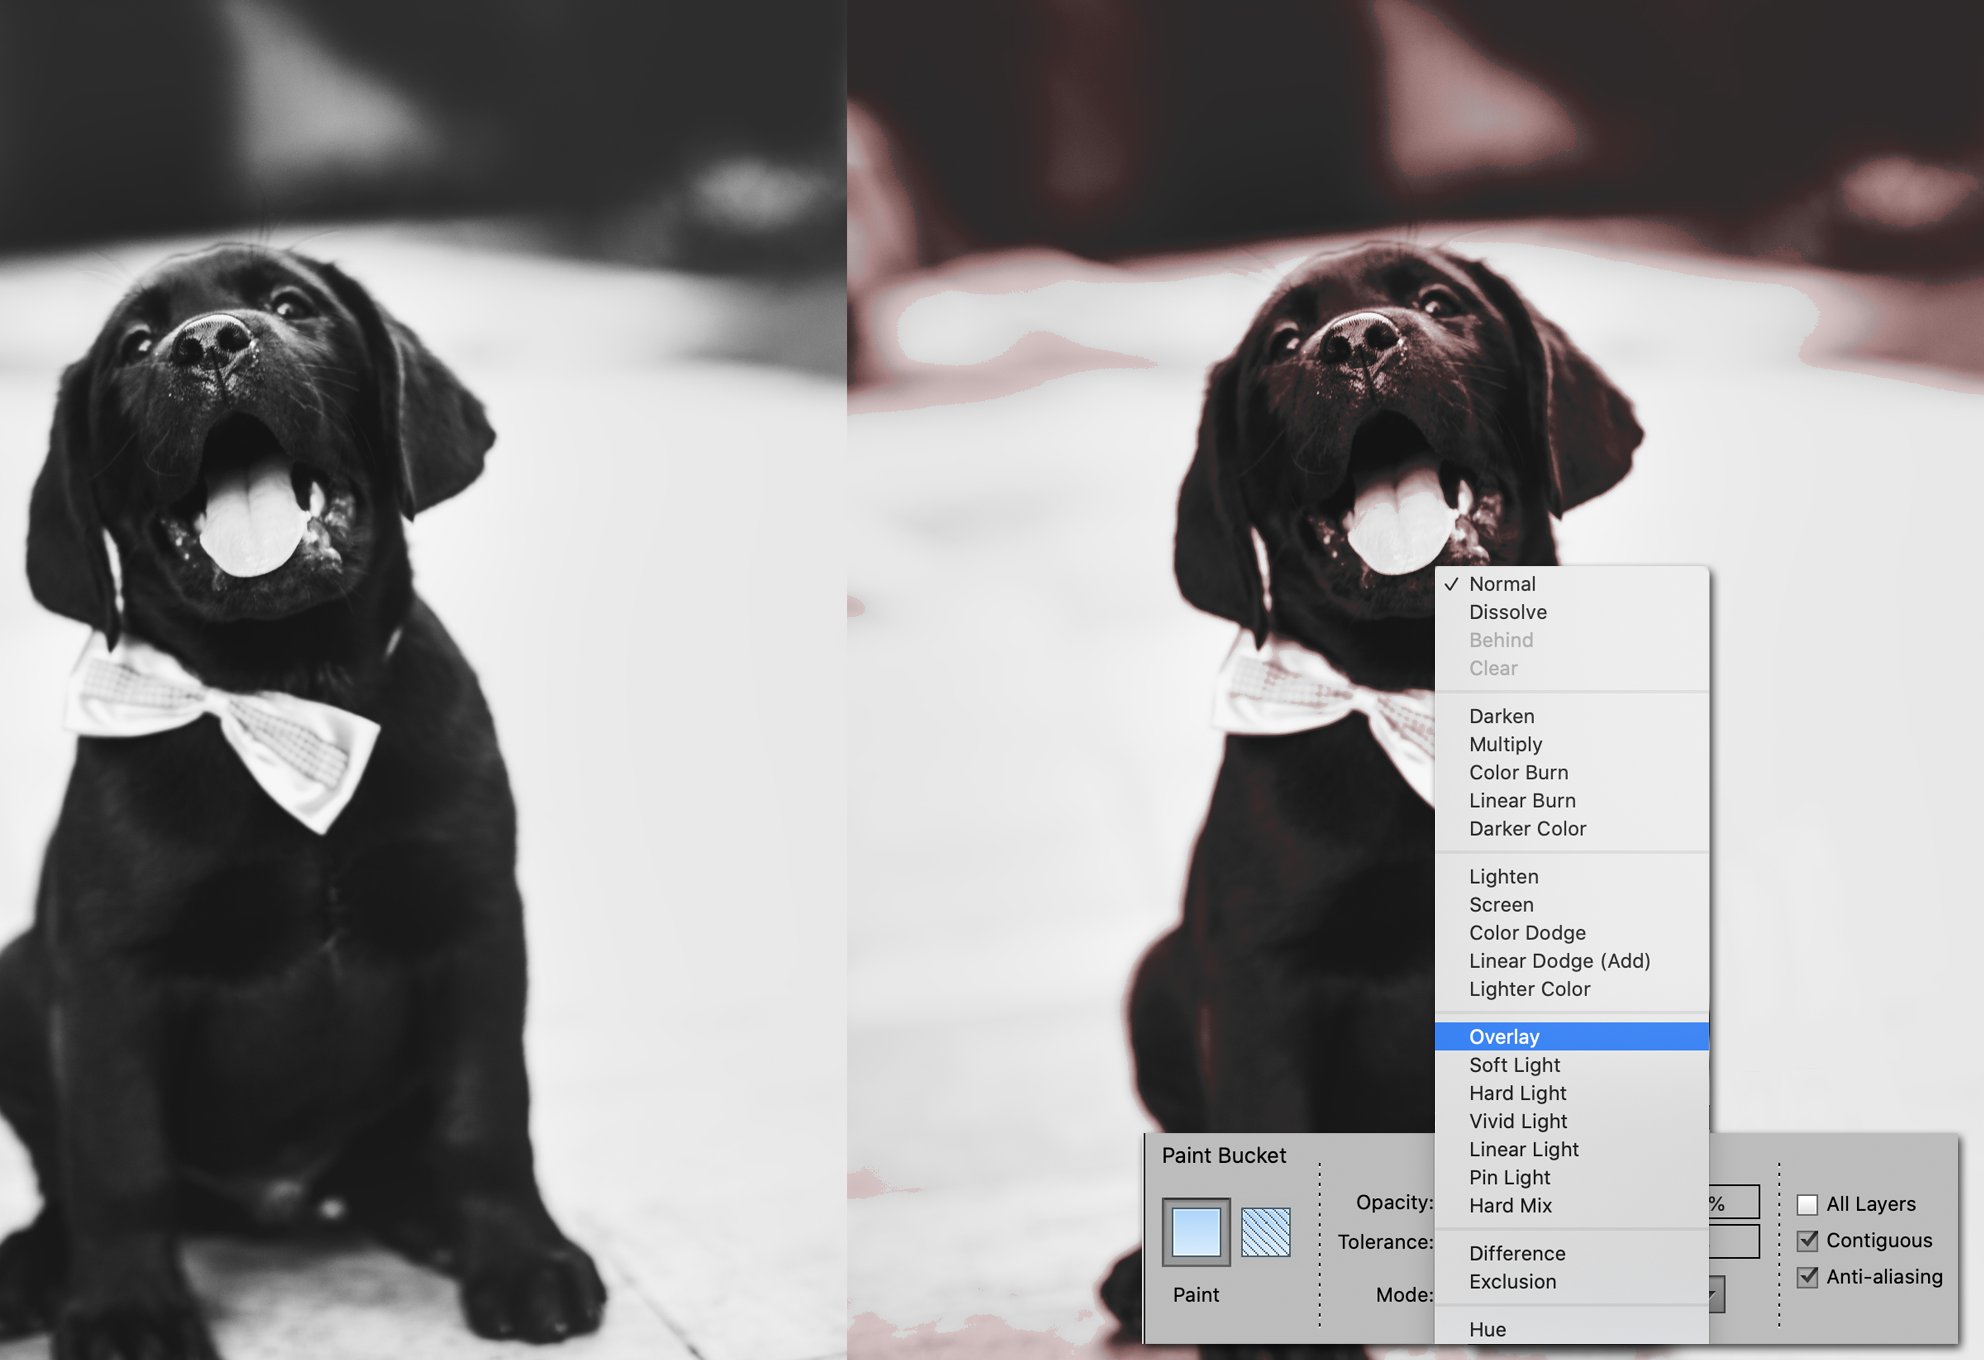 Normal
Dissolve
Behind
Clear
Darken
Multiply
Color Burn
Linear Burn
Darker Color
Lighten
Screen
Color Dodge
Linear Dodge (Add)
Lighter Color
Overlay
Soft Light
Hard Light
Vivid Light
Linear Light
Pin Light
Hard Mix
Difference
Exclusion
Hue
Paint Bucket
Paint
Opacity:
%
Tolerance:
Mode:
All Layers
Contiguous
Anti-aliasing